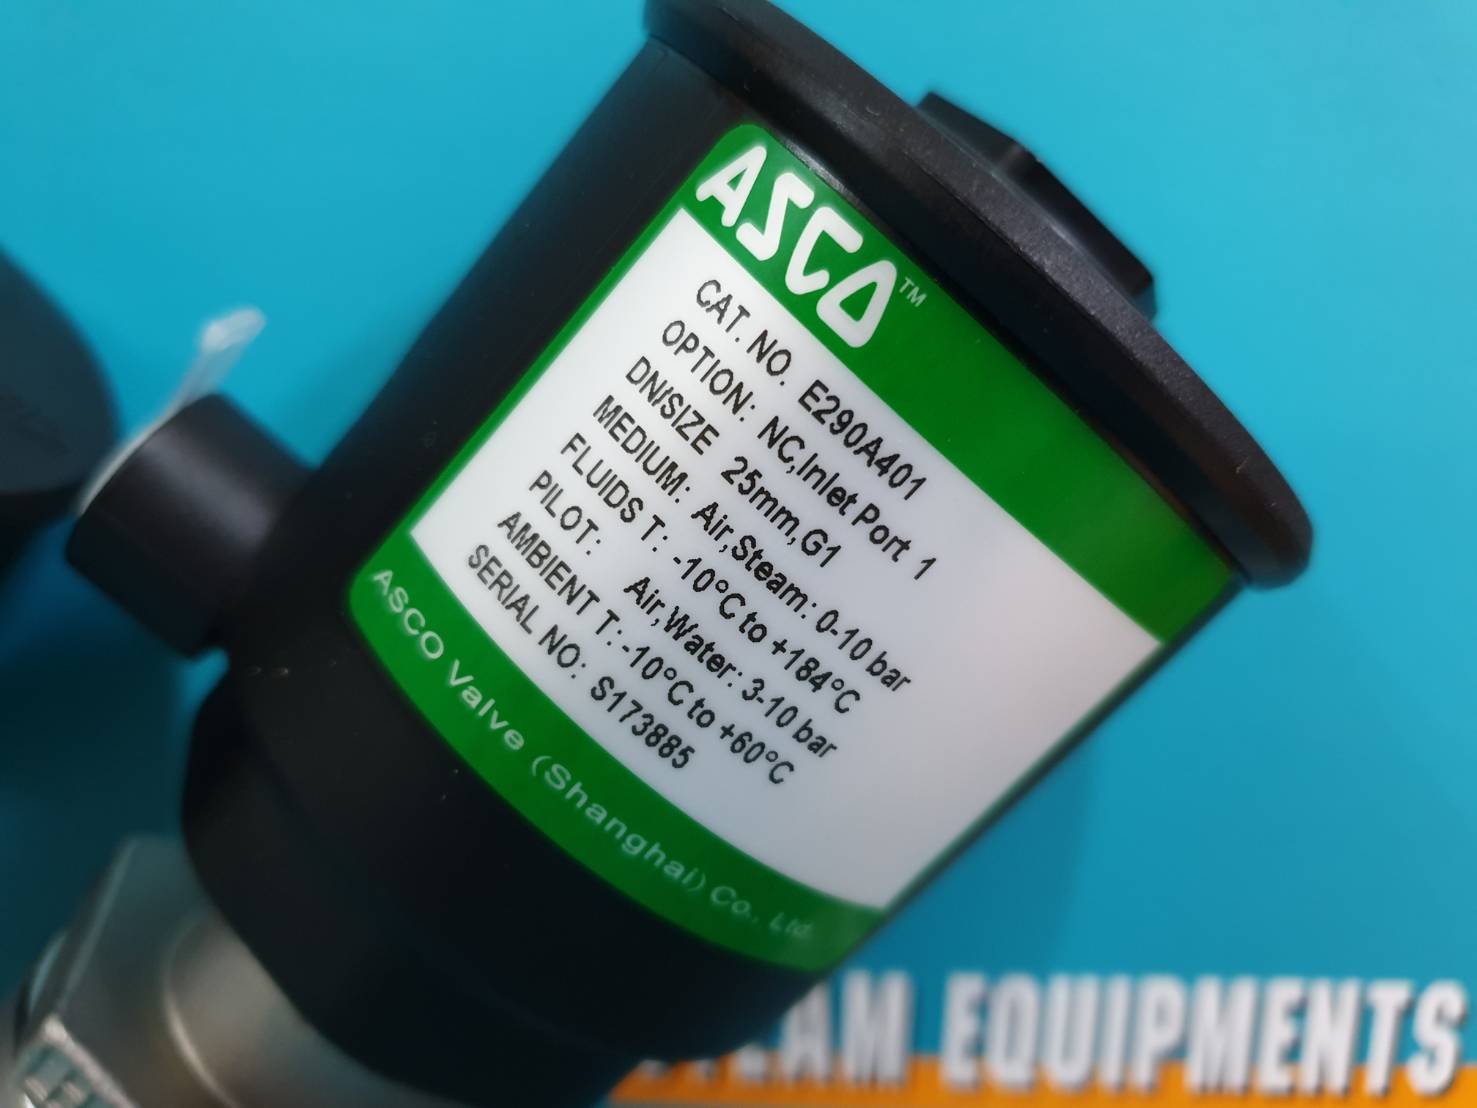 ASCO™
CAT. NO. E290A401
OPTION: NC,Inlet Port 1
DN/SIZE 25mm,G1
MEDIUM: Air,Steam: 0-10 bar
FLUIDS T: -10°C to +184°C
PILOT: Air,Water: 3-10 bar
AMBIENT T:-10°C to +60°C
SERIAL NO: S173885
ASCO Valve (Shanghai) Co., Ltd.
EAM EQUIPMENTS